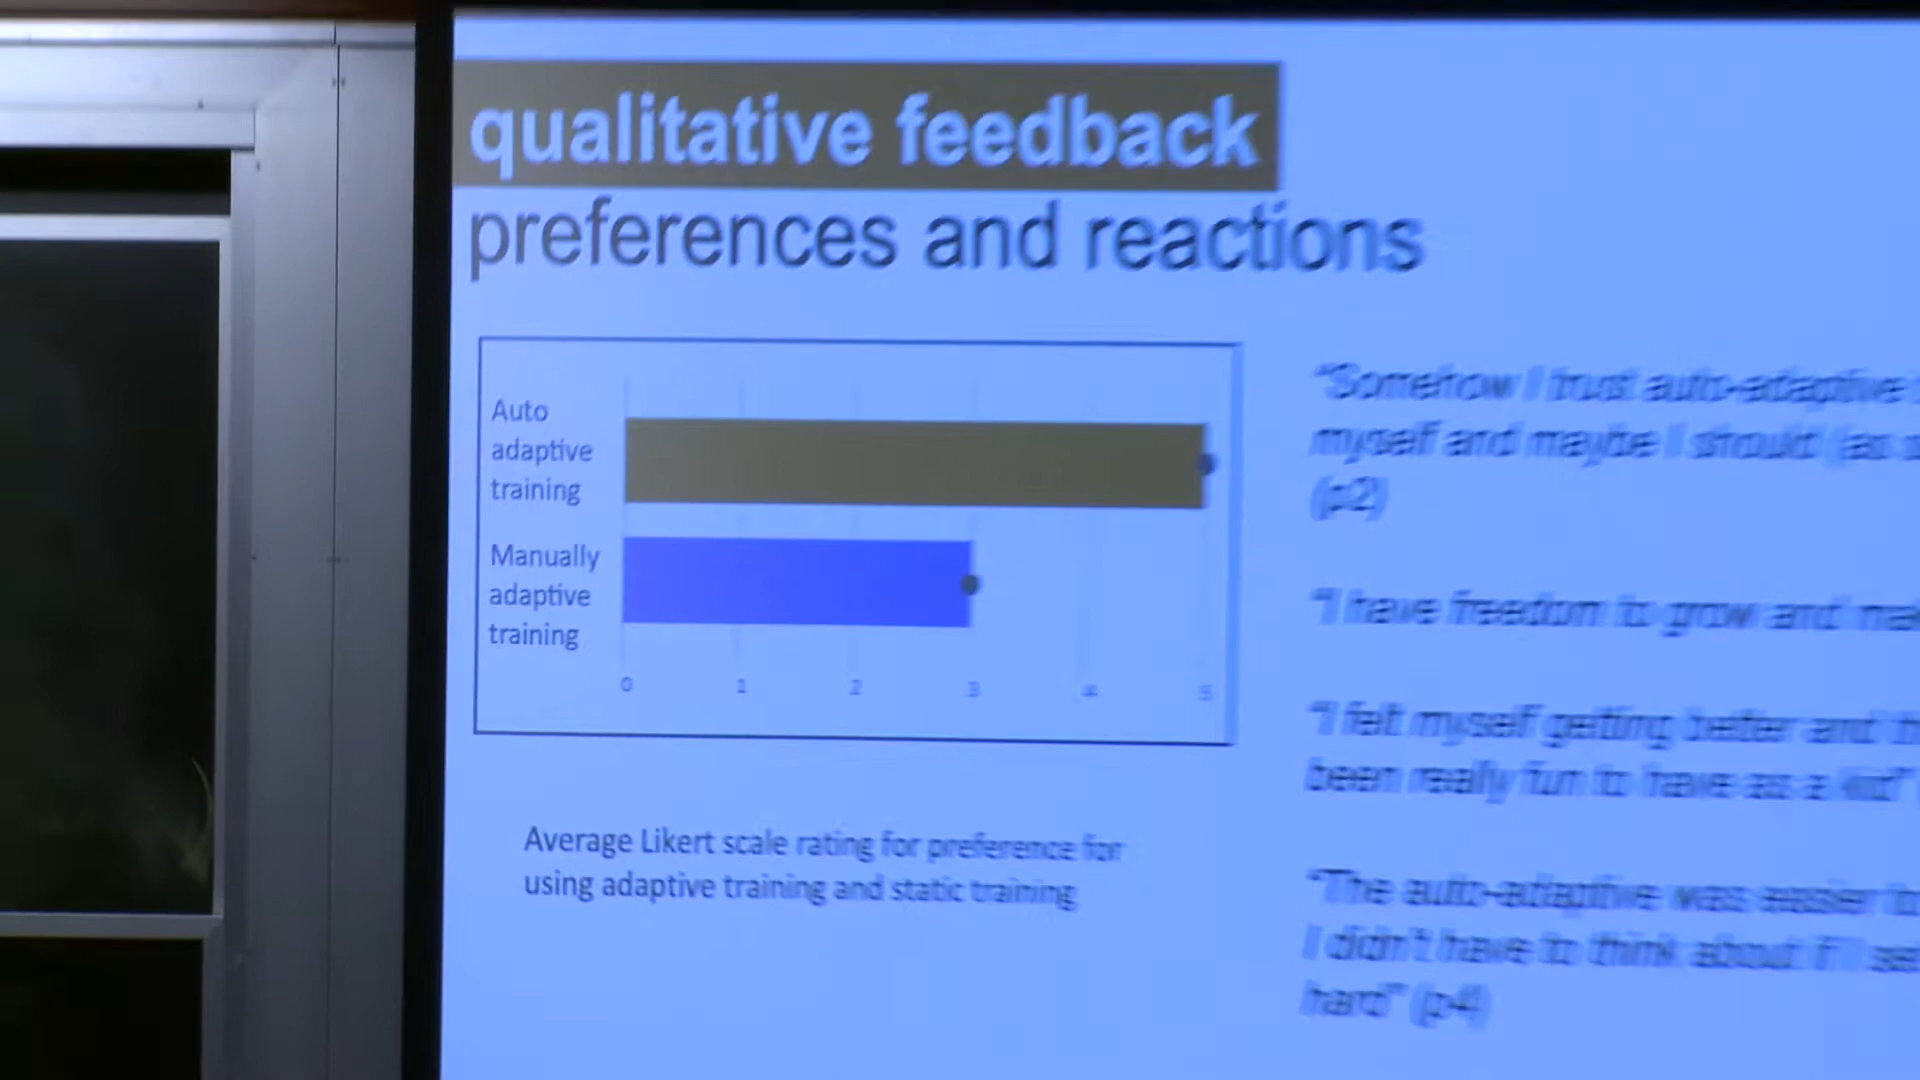 qualitative feedback
preferences and reactions
Auto
adaptive
training
Manually
adaptive
training
0 1 2 3 4 5
Average Likert scale rating for preference for
using adaptive training and static training
"Somehow I trust auto-adaptive
myself and maybe I should (as
(p2)
"I have freedom to grow and
"I felt myself getting better and
been really fun to have as a kid"
"The auto-adaptive was easier
I didn't have to think about if I
hard" (p4)